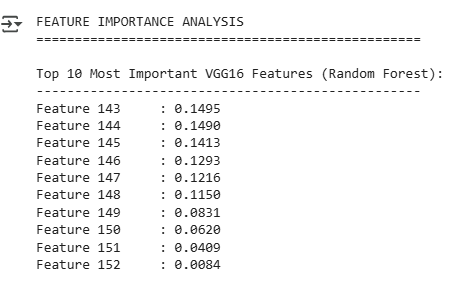 FEATURE IMPORTANCE ANALYSIS
==================================================
Top 10 Most Important VGG16 Features (Random Forest):
--------------------------------------------------
Feature 143     : 0.1495
Feature 144     : 0.1490
Feature 145     : 0.1413
Feature 146     : 0.1293
Feature 147     : 0.1216
Feature 148     : 0.1150
Feature 149     : 0.0831
Feature 150     : 0.0620
Feature 151     : 0.0409
Feature 152     : 0.0084